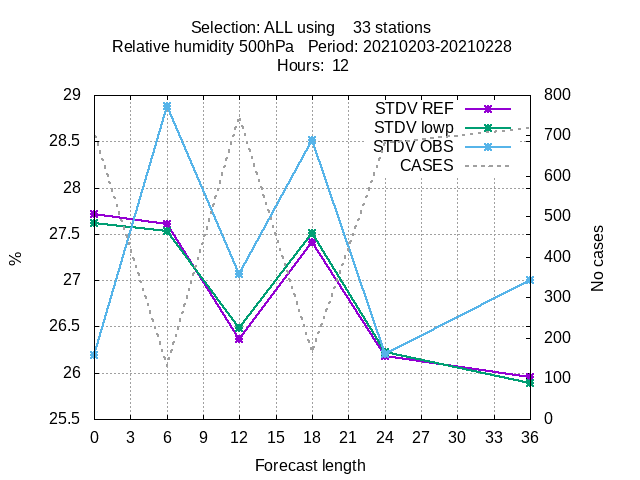 Selection: ALL using    33 stations
Relative humidity 500hPa   Period: 20210203-20210228
Hours:  12
STDV REF
STDV lowp
STDV OBS
CASES
29
28.5
28
27.5
27
26.5
26
25.5
%
800
700
600
500
400
300
200
100
0
No cases
0 3 6 9 12 15 18 21 24 27 30 33 36
Forecast length